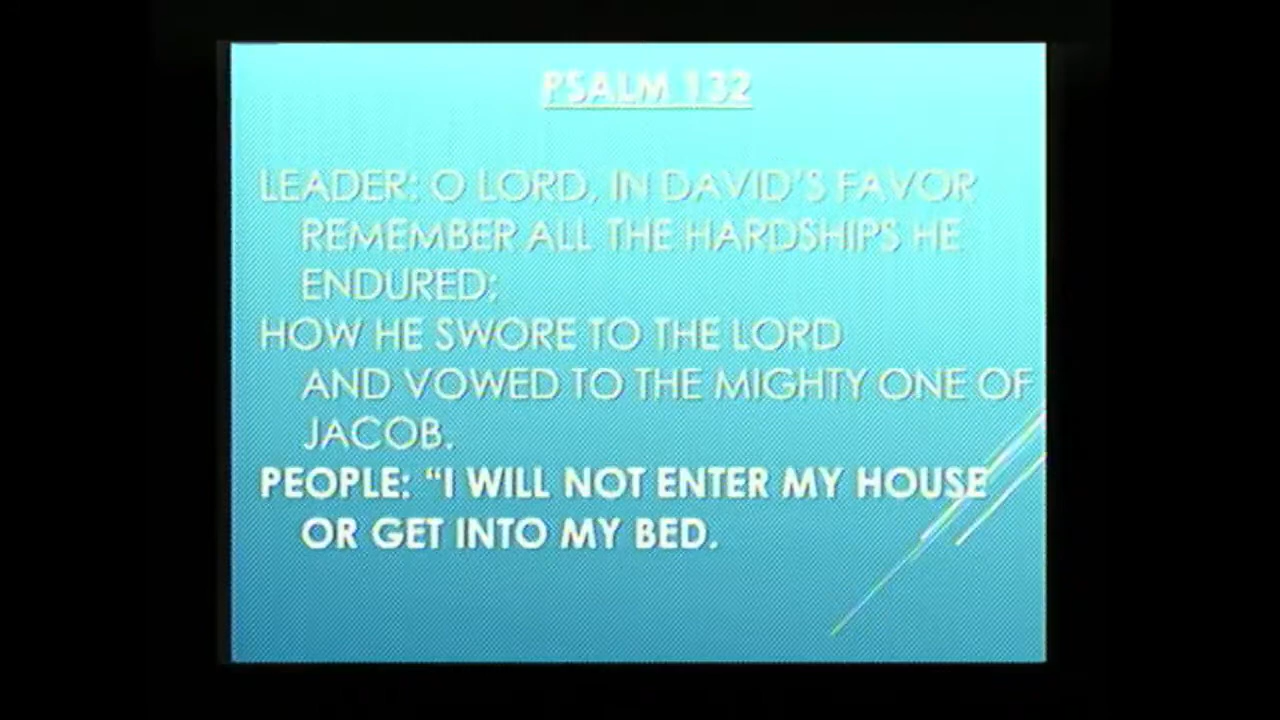 PSALM 132
LEADER: O LORD, IN DAVID'S FAVOR
REMEMBER ALL THE HARDSHIPS HE
ENDURED;
HOW HE SWORE TO THE LORD
AND VOWED TO THE MIGHTY ONE OF
JACOB.
PEOPLE: “I WILL NOT ENTER MY HOUSE
OR GET INTO MY BED.